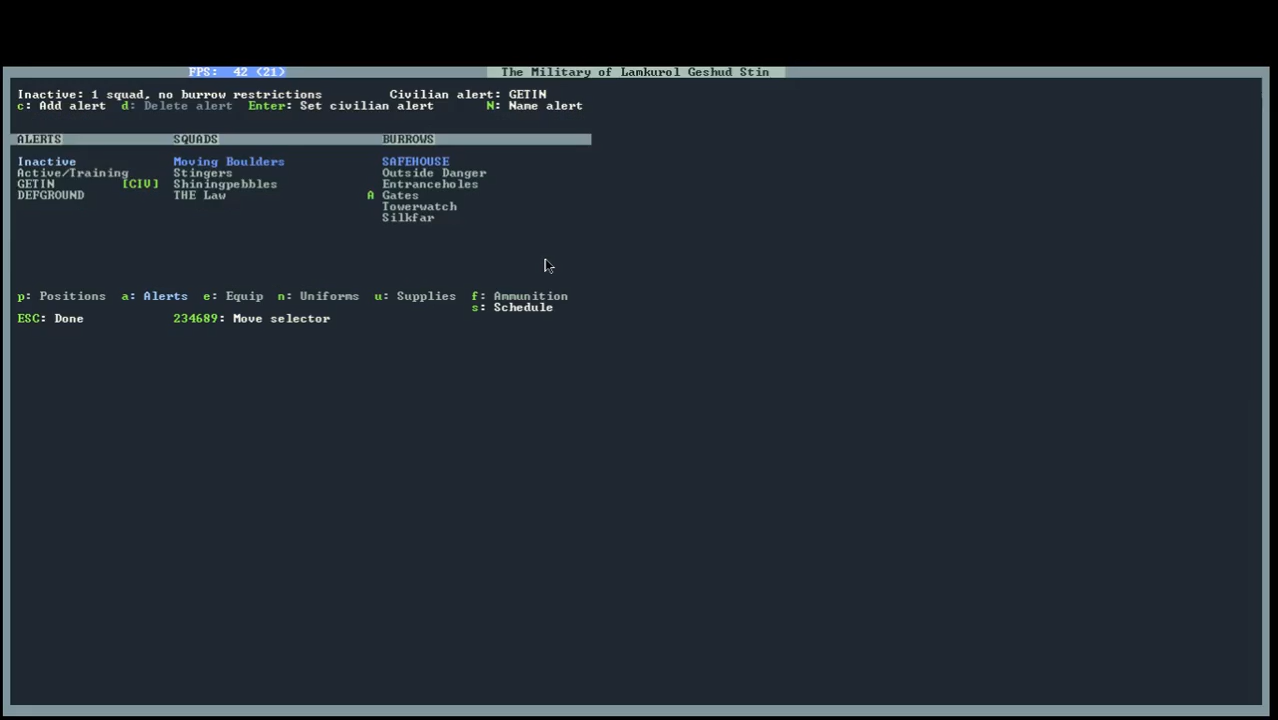 FPS: 42 (21) The Military of Lamkurol Geshud Stin
Inactive: 1 squad, no burrow restrictions Civilian alert: GETIN
c: Add alert d: Delete alert Enter: Set civilian alert N: Name alert
ALERTS SQUADS BURROWS
Inactive Moving Boulders SAFEHOUSE
Active/Training Stingers Outside Danger
GETIN [CIV] Shiningpebbles Entranceholes
DEFGROUND THE Law A Gates
Towerwatch
Silkfar
p: Positions a: Alerts e: Equip n: Uniforms u: Supplies f: Ammunition
s: Schedule
ESC: Done 234689: Move selector